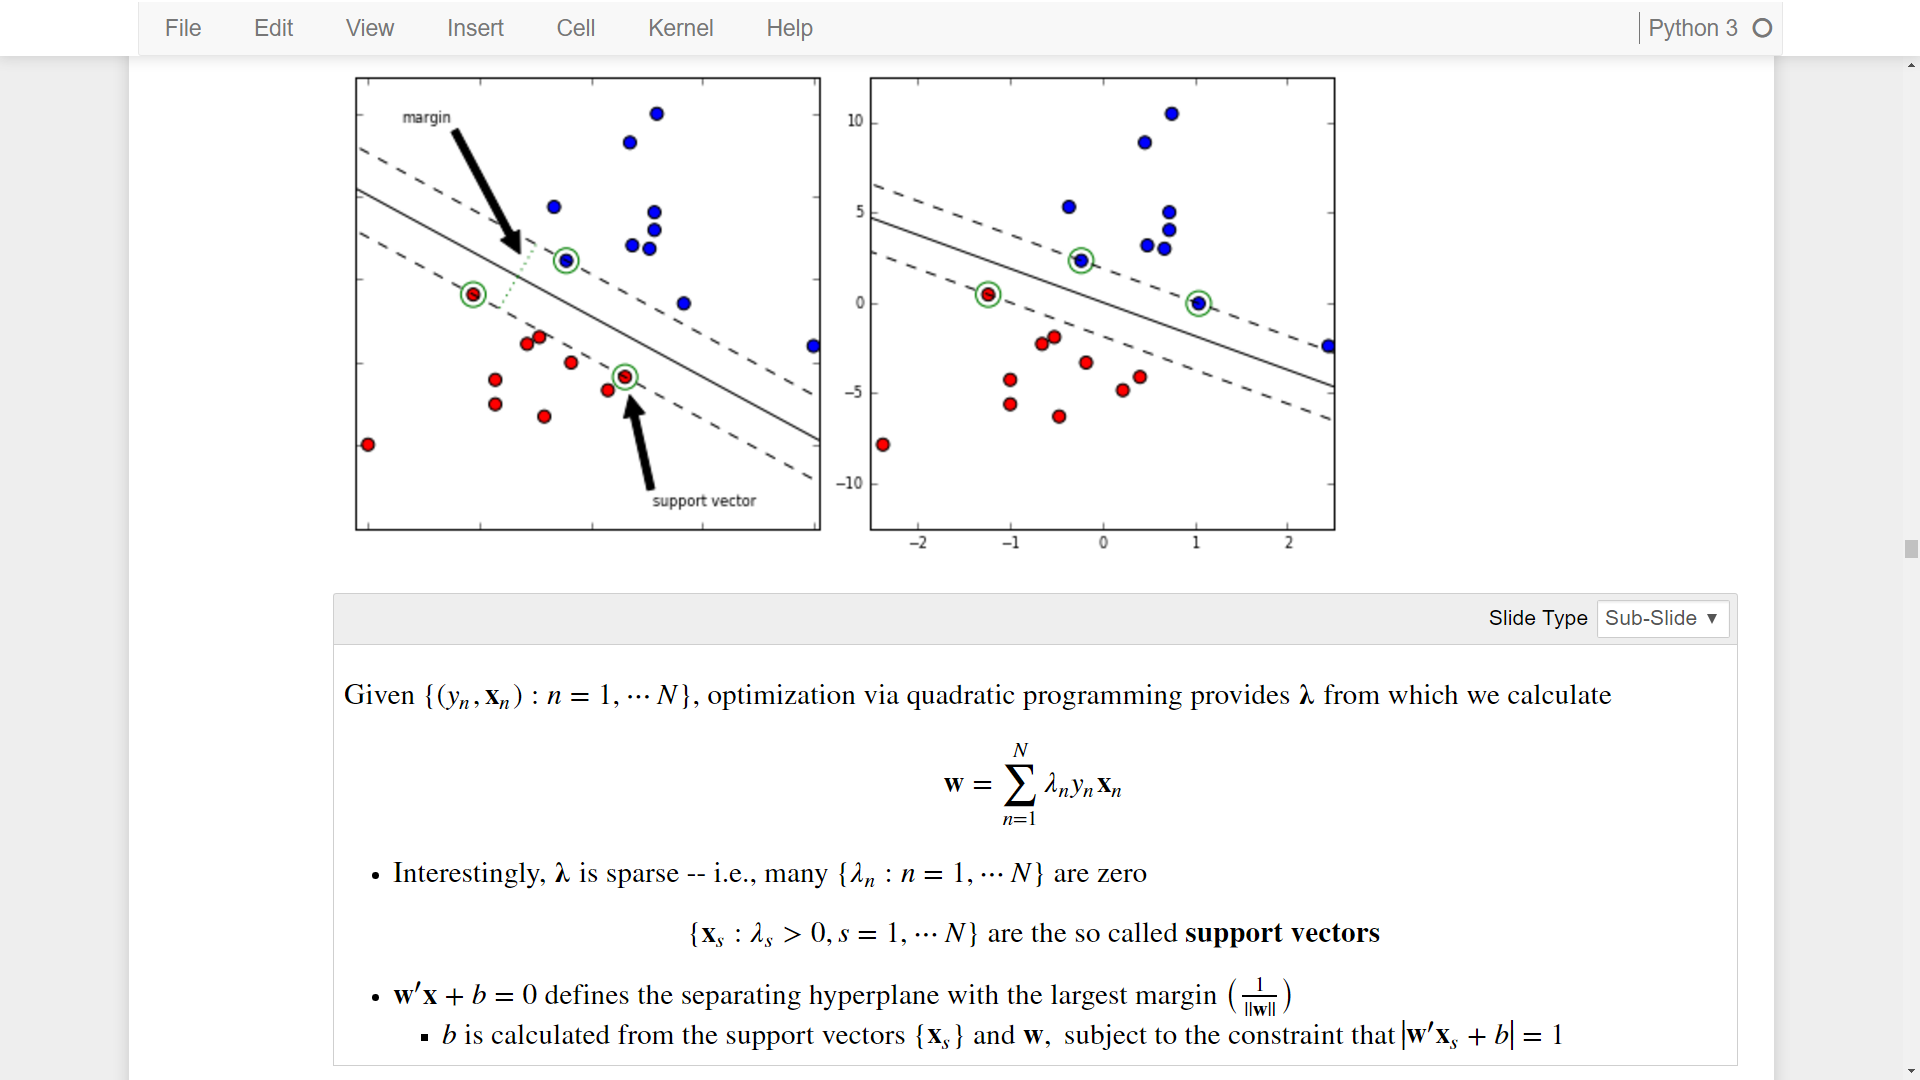 File Edit View Insert Cell Kernel Help Python 3
margin
support vector
10
5
0
−5
−10
−2 −1 0 1 2
Slide Type Sub-Slide ▼
Given {(yₙ, 𝐱ₙ) : n = 1, ⋯ N}, optimization via quadratic programming provides 𝛌 from which we calculate
N
𝐰 = ∑ λₙyₙ𝐱ₙ
n=1
• Interestingly, 𝛌 is sparse -- i.e., many {λₙ : n = 1, ⋯ N} are zero
{𝐱ₛ : λₛ > 0, s = 1, ⋯ N} are the so called support vectors
• 𝐰′𝐱 + b = 0 defines the separating hyperplane with the largest margin (1/||𝐰||)
▪ b is calculated from the support vectors {𝐱ₛ} and 𝐰, subject to the constraint that |𝐰′𝐱ₛ + b| = 1